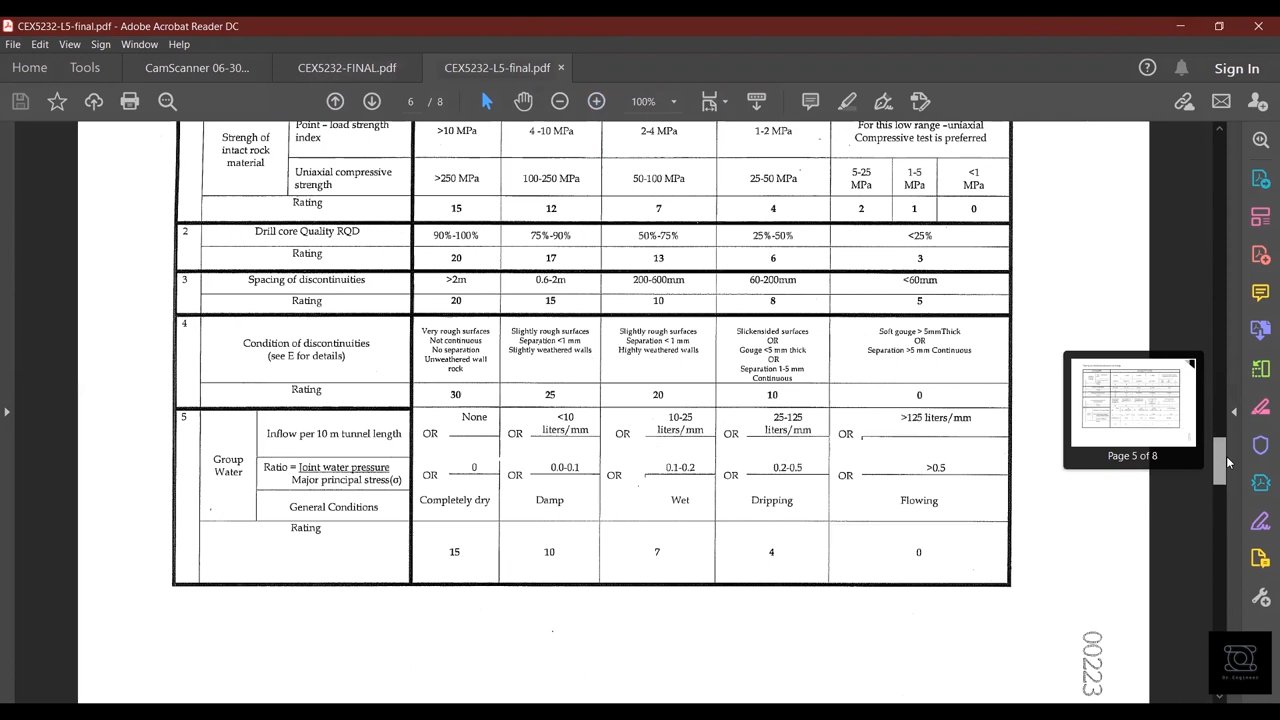 CEX5232-L5-final.pdf - Adobe Acrobat Reader DC
File Edit View Sign Window Help
Home Tools CamScanner 06-30... CEX5232-FINAL.pdf CEX5232-L5-final.pdf × Sign In
6 / 8 100%
Strengh of
intact rock
material
Point – load strength
index
>10 MPa 4 -10 MPa 2-4 MPa 1-2 MPa For this low range –uniaxial
Compressive test is preferred
Uniaxial compressive
strength
>250 MPa 100-250 MPa 50-100 MPa 25-50 MPa 5-25
MPa
1-5
MPa
<1
MPa
Rating 15 12 7 4 2 1 0
2 Drill core Quality RQD 90%-100% 75%-90% 50%-75% 25%-50% <25%
Rating 20 17 13 6 3
3 Spacing of discontinuities >2m 0.6-2m 200-600mm 60-200mm <60mm
Rating 20 15 10 8 5
4 Condition of discontinuities
(see E for details)
Very rough surfaces
Not continuous
No separation
Unweathered wall
rock
Slightly rough surfaces
Separation <1 mm
Slightly weathered walls
Slightly rough surfaces
Separation < 1 mm
Highly weathered walls
Slickensided surfaces
OR
Gouge <5 mm thick
OR
Separation 1-5 mm
Continuous
Soft gouge > 5mmThick
OR
Separation >5 mm Continuous
Rating 30 25 20 10 0
5 Group
Water
Inflow per 10 m tunnel length
None
OR
<10
OR liters/mm
10-25
OR liters/mm
25-125
OR liters/mm
>125 liters/mm
OR
Ratio = Joint water pressure
Major principal stress(σ)
0
OR
0.0-0.1
OR
0.1-0.2
OR
0.2-0.5
OR
>0.5
OR
General Conditions Completely dry Damp Wet Dripping Flowing
Rating
15 10 7 4 0
Page 5 of 8
00223